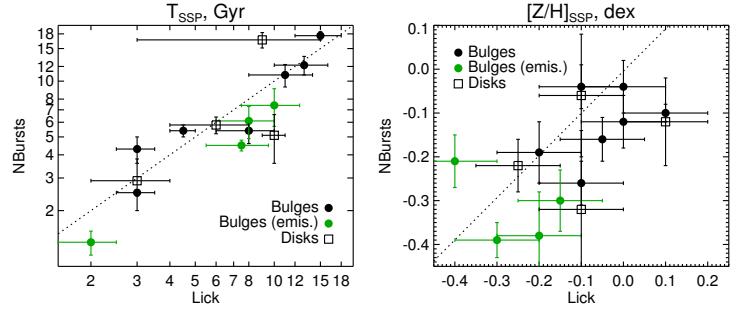 T_SSP, Gyr
18
15
12
10
8
7
6
5
4
3
2
NBursts
Bulges
Bulges (emis.)
Disks
2 3 4 5 6 7 8 10 12 15 18
Lick
[Z/H]_SSP, dex
0.1
0.0
-0.1
-0.2
-0.3
-0.4
NBursts
Bulges
Bulges (emis.)
Disks
-0.4 -0.3 -0.2 -0.1 0.0 0.1 0.2
Lick